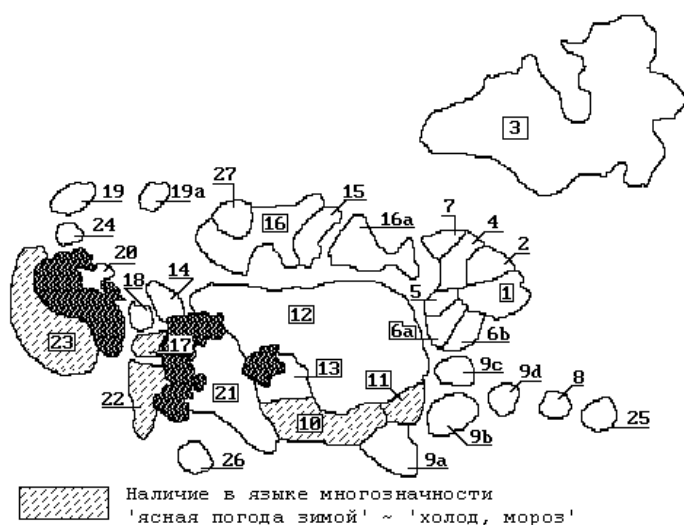 3
27
15
19
19a
16
16a
7
4
24
2
20
18
14
5
1
12
6a
6b
23
17
13
9c
11
9d
8
22
21
10
9b
25
26
9a
Наличие в языке многозначности
'ясная погода зимой' ~ 'холод, мороз'